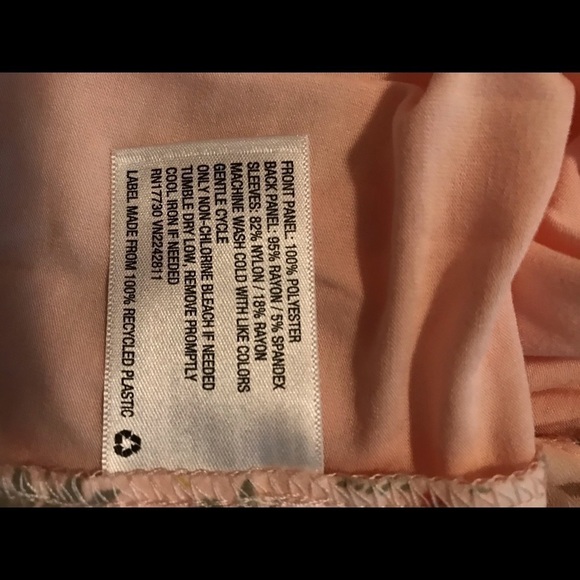 FRONT PANEL: 100% POLYESTER
BACK PANEL: 95% RAYON / 5% SPANDEX
SLEEVES: 82% NYLON / 18% RAYON
MACHINE WASH COLD WITH LIKE COLORS
GENTLE CYCLE
ONLY NON-CHLORINE BLEACH IF NEEDED
TUMBLE DRY LOW, REMOVE PROMPTLY
COOL IRON IF NEEDED
RN17730 VN2242811
LABEL MADE FROM 100% RECYCLED PLASTIC